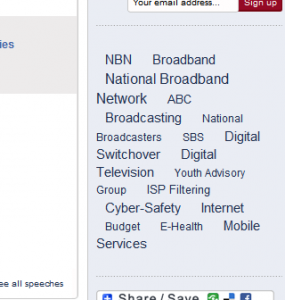 Your email address...
Sign up
ies
NBN Broadband
National Broadband
Network ABC
Broadcasting National
Broadcasters SBS Digital
Switchover Digital
Television Youth Advisory
Group ISP Filtering
Cyber-Safety Internet
Budget E-Health Mobile
Services
ee all speeches
Share / Save